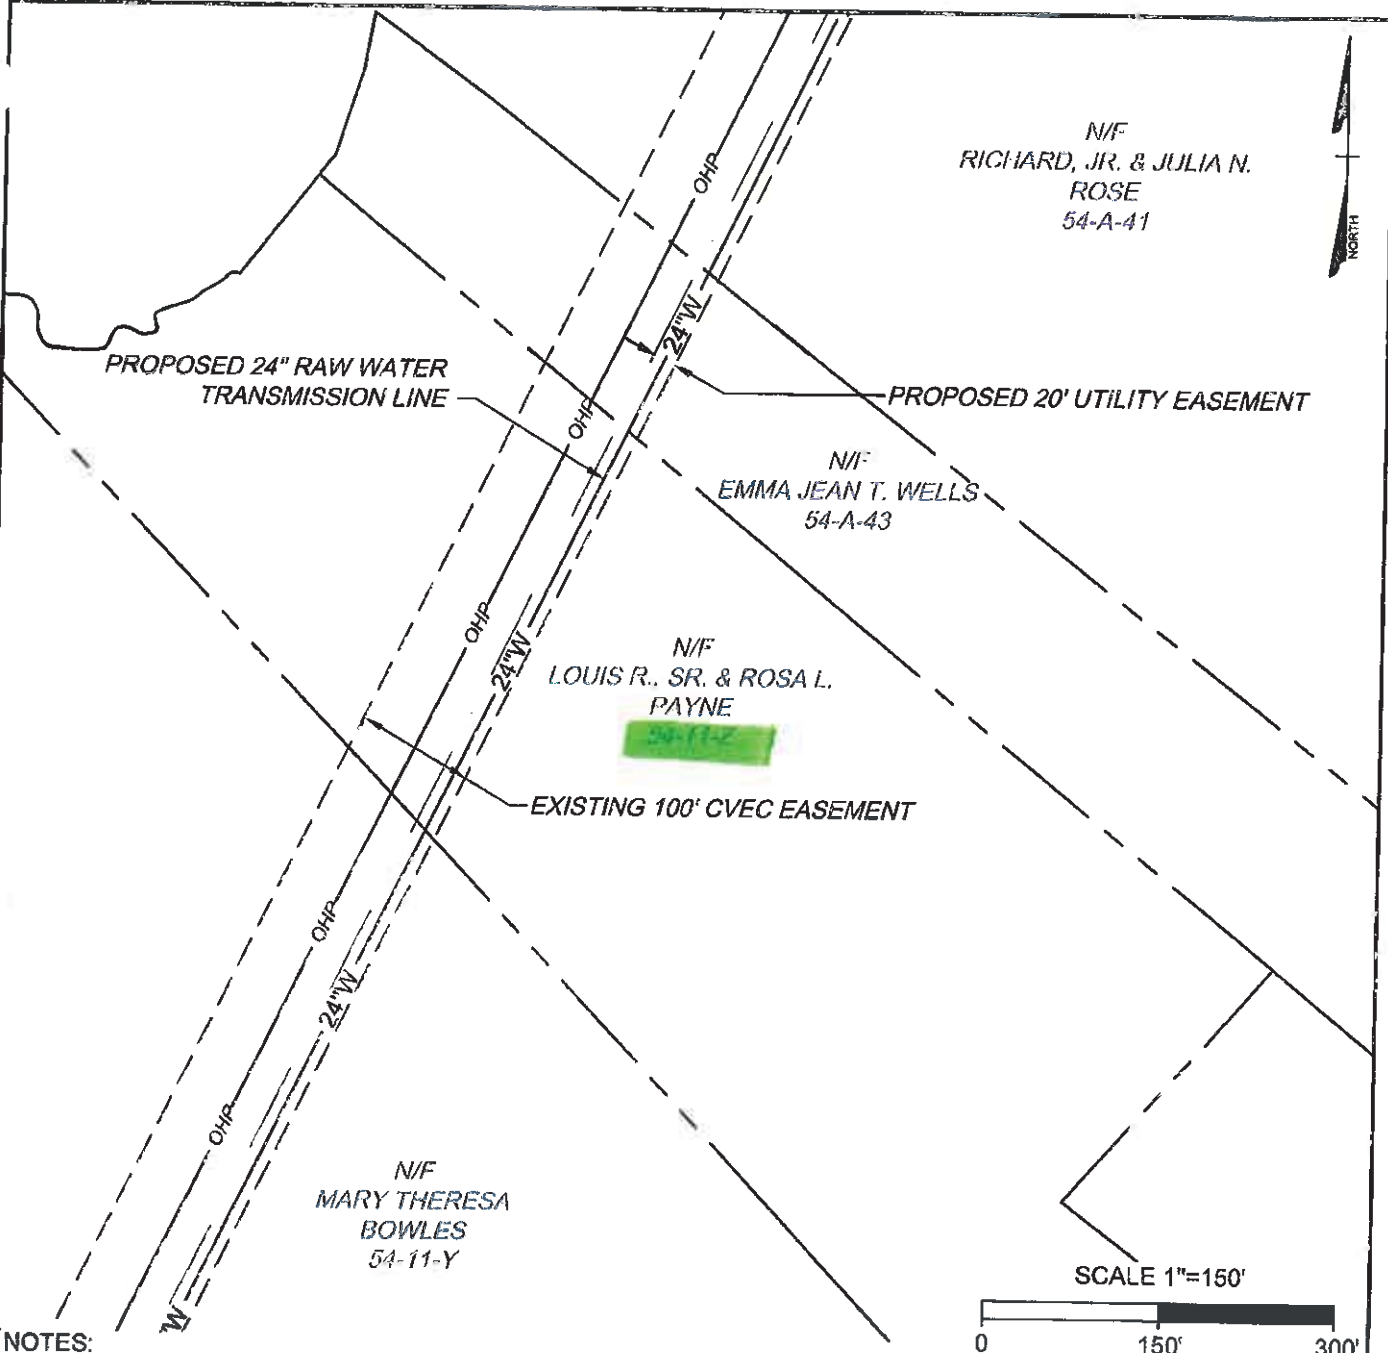 N/F
RICHARD, JR. & JULIA N.
ROSE
54-A-41
NORTH
OHP
24"W
PROPOSED 24" RAW WATER
TRANSMISSION LINE
PROPOSED 20' UTILITY EASEMENT
OHP
N/F
EMMA JEAN T. WELLS
54-A-43
OHP
24"W
N/F
LOUIS R., SR. & ROSA L.
PAYNE
54-11-Z
EXISTING 100' CVEC EASEMENT
OHP
24"W
OHP
N/F
MARY THERESA
BOWLES
54-11-Y
SCALE 1"=150'
"W
NOTES:
0 150' 300'